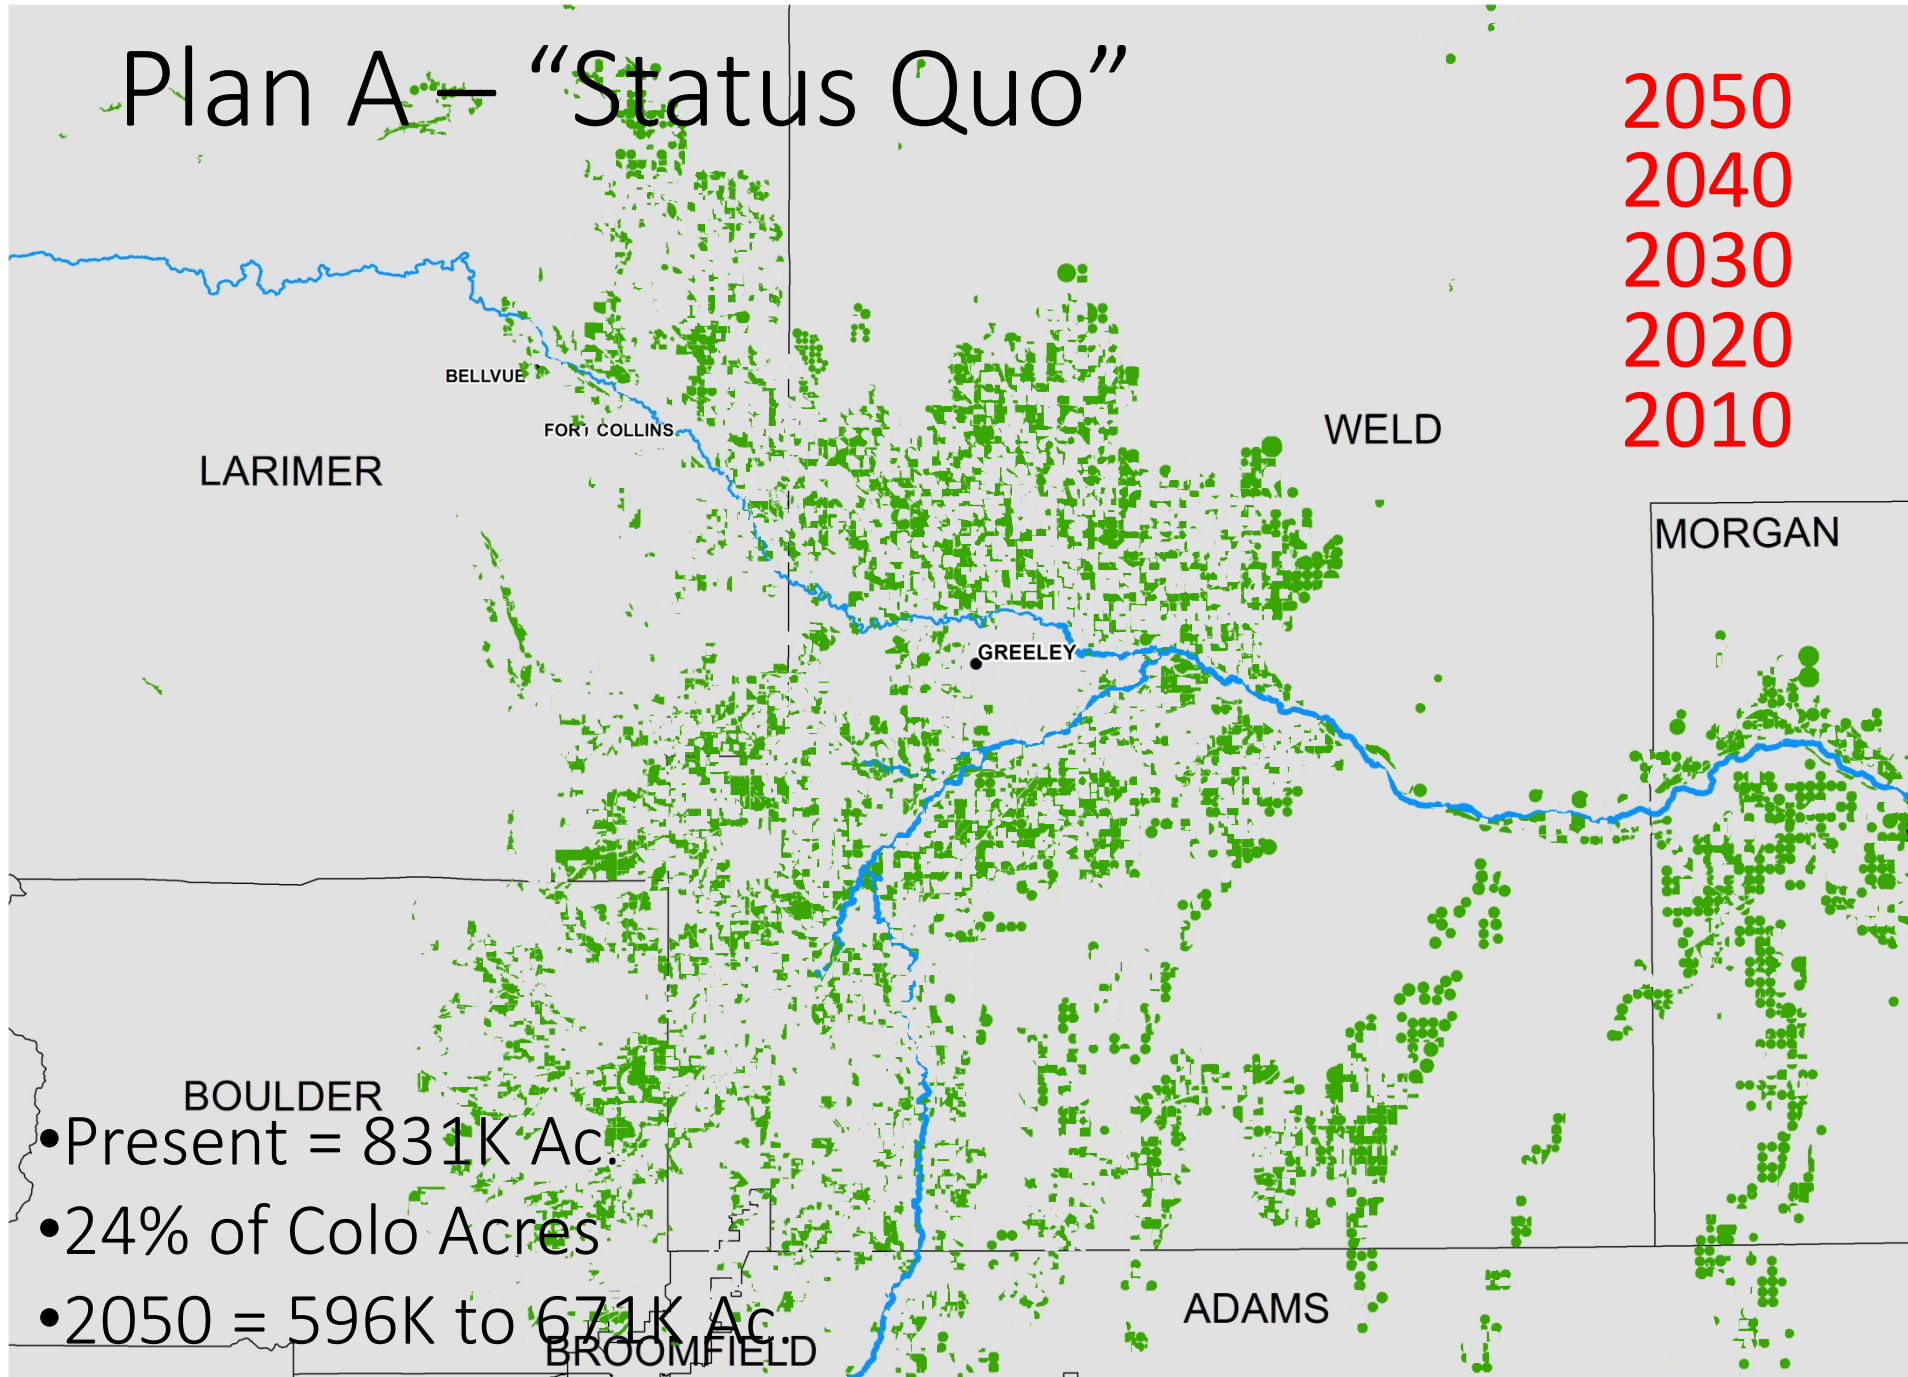 Plan A – “Status Quo”
2050
2040
2030
2020
2010
BELLVUE
FORT COLLINS
WELD
LARIMER
MORGAN
GREELEY
BOULDER
•Present = 831K Ac.
•24% of Colo Acres
•2050 = 596K to 671K Ac.
ADAMS
BROOMFIELD